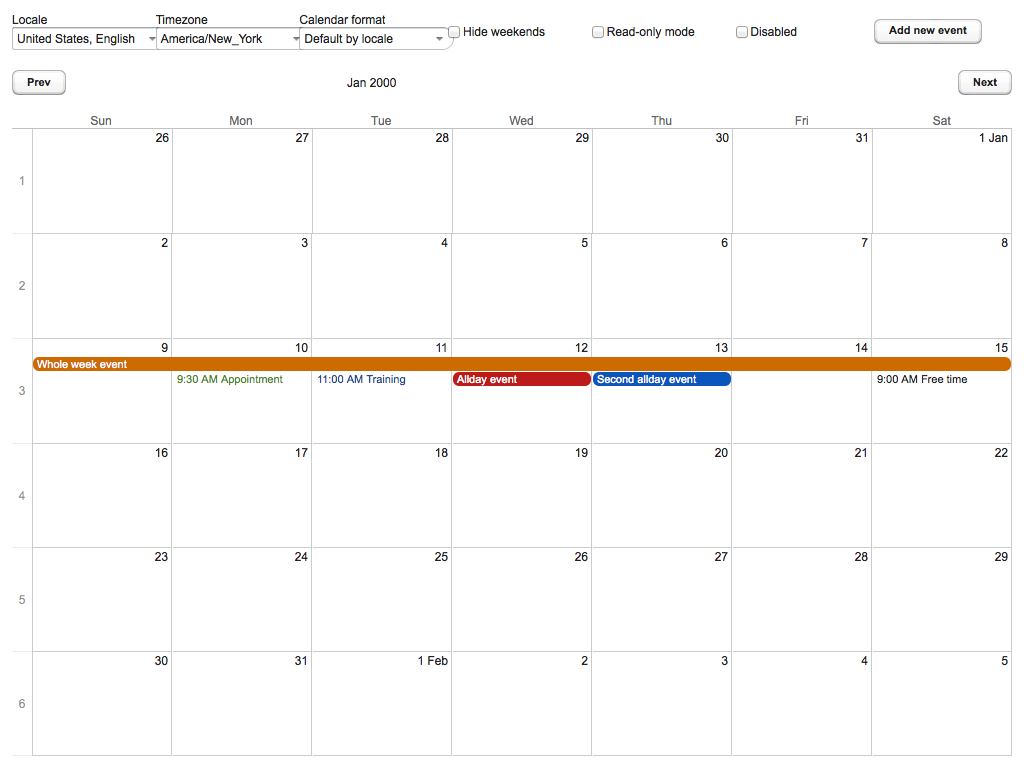 Locale Timezone Calendar format
United States, English America/New_York Default by locale Hide weekends Read-only mode Disabled Add new event
Prev Jan 2000 Next
Sun Mon Tue Wed Thu Fri Sat
26 27 28 29 30 31 1 Jan
1
2 3 4 5 6 7 8
2
9 10 11 12 13 14 15
Whole week event
9:30 AM Appointment 11:00 AM Training Allday event Second allday event 9:00 AM Free time
3
16 17 18 19 20 21 22
4
23 24 25 26 27 28 29
5
30 31 1 Feb 2 3 4 5
6